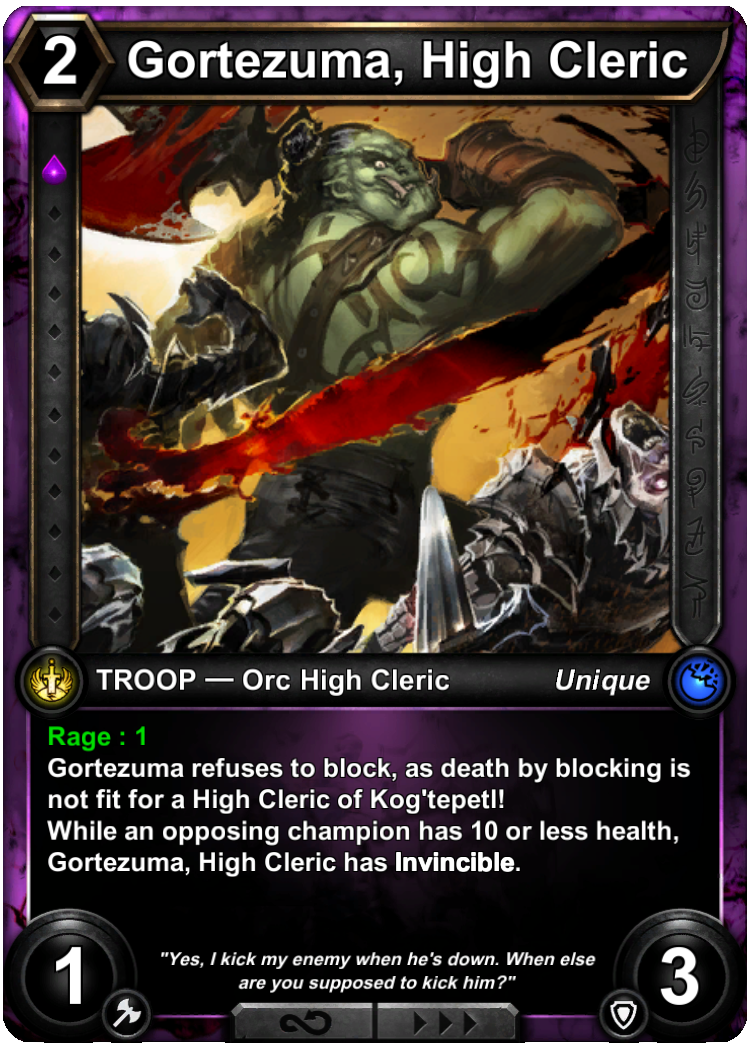 2
Gortezuma, High Cleric
TROOP — Orc High Cleric
Unique
Rage : 1
Gortezuma refuses to block, as death by blocking is
not fit for a High Cleric of Kog'tepetl!
While an opposing champion has 10 or less health,
Gortezuma, High Cleric has Invincible.
1
"Yes, I kick my enemy when he's down. When else
are you supposed to kick him?"
3